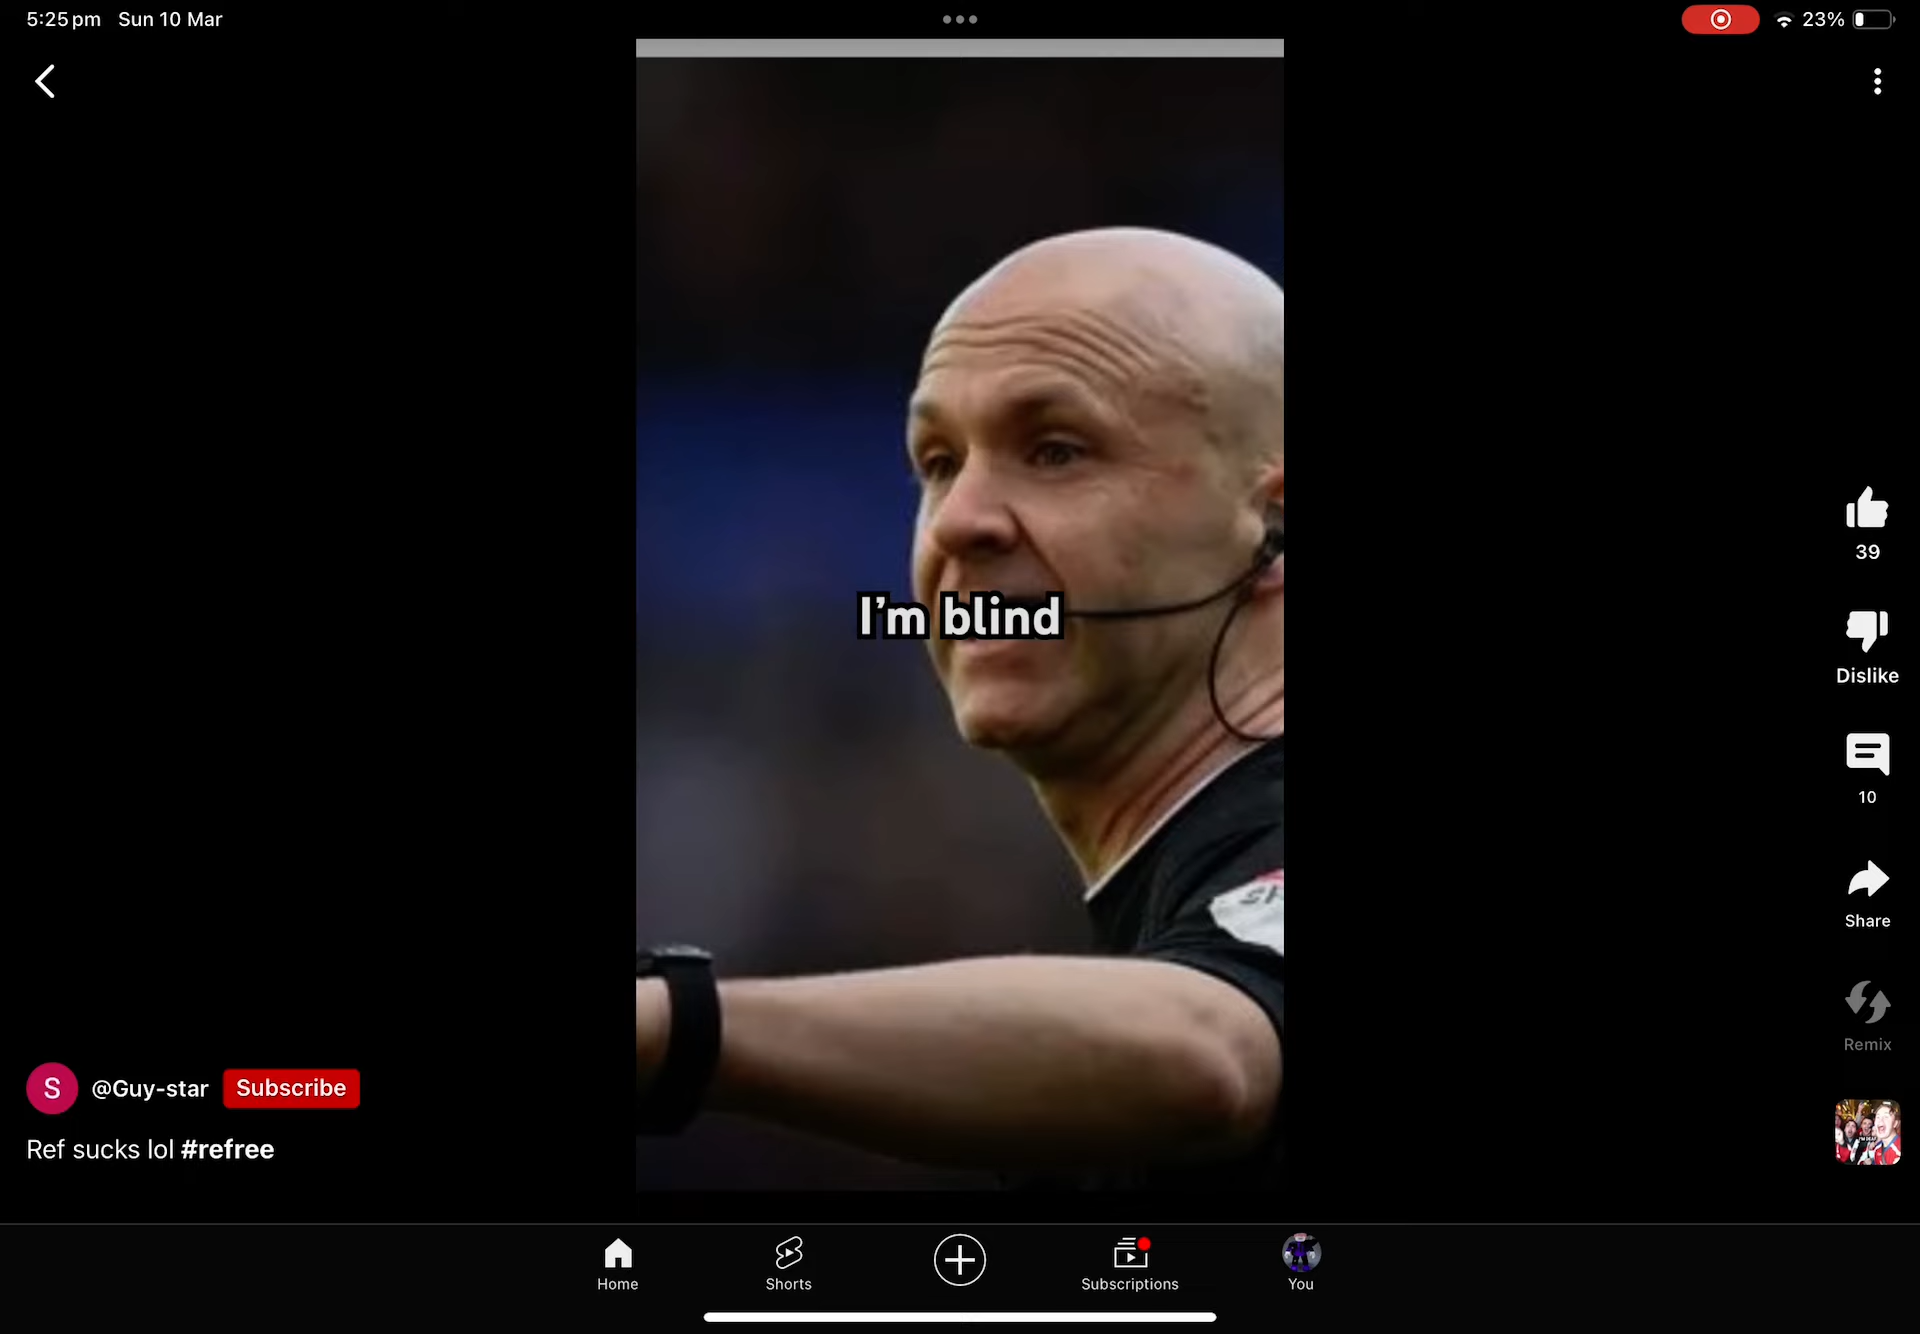 5:25 pm Sun 10 Mar
23%
I'm blind
39
Dislike
10
Share
Remix
S @Guy-star Subscribe
Ref sucks lol #refree
Home Shorts Subscriptions You